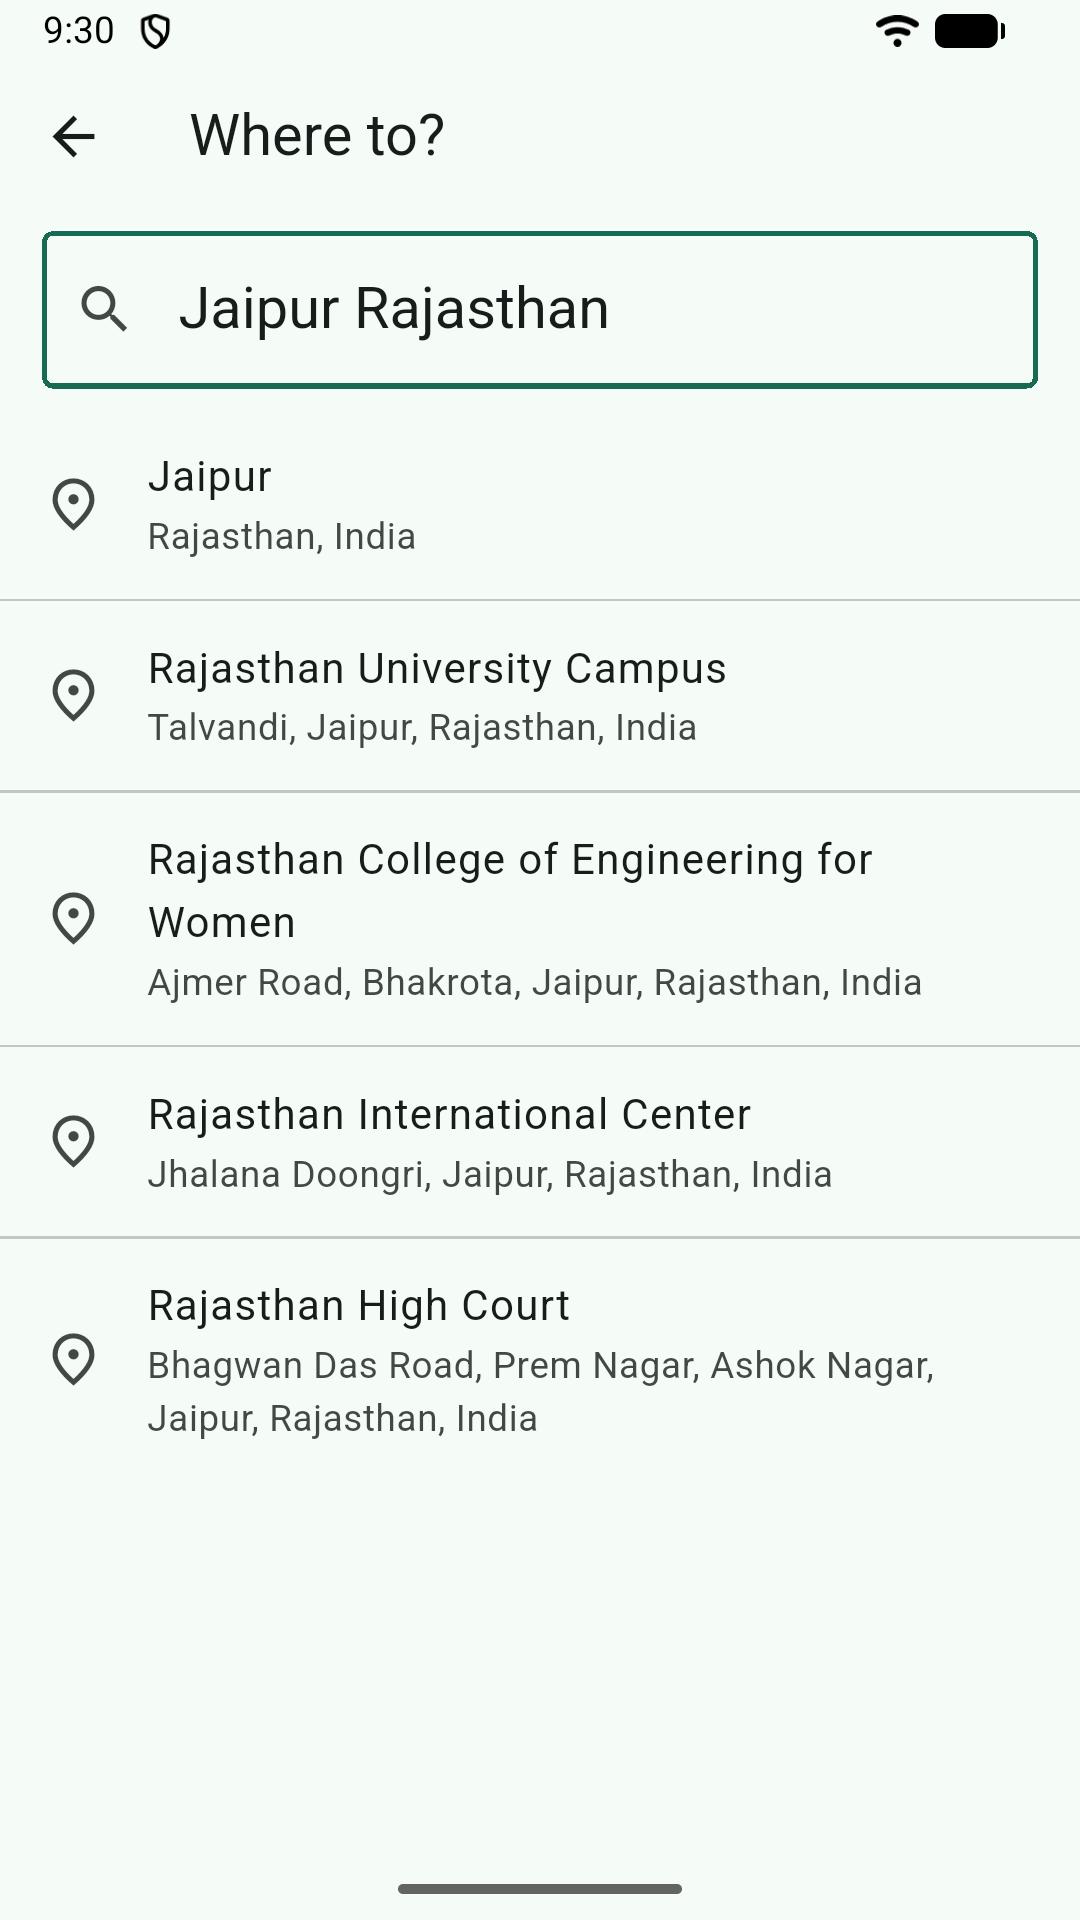 9:30
Where to?
Jaipur Rajasthan
Jaipur
Rajasthan, India
Rajasthan University Campus
Talvandi, Jaipur, Rajasthan, India
Rajasthan College of Engineering for
Women
Ajmer Road, Bhakrota, Jaipur, Rajasthan, India
Rajasthan International Center
Jhalana Doongri, Jaipur, Rajasthan, India
Rajasthan High Court
Bhagwan Das Road, Prem Nagar, Ashok Nagar,
Jaipur, Rajasthan, India